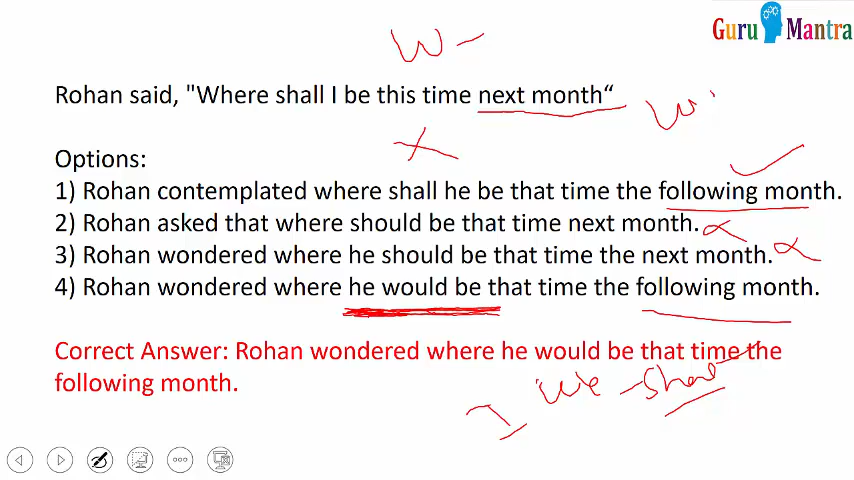 Guru Mantra
W
Rohan said, "Where shall I be this time next month“
W
Options:
1) Rohan contemplated where shall he be that time the following month.
2) Rohan asked that where should be that time next month.
3) Rohan wondered where he should be that time the next month.
4) Rohan wondered where he would be that time the following month.
Correct Answer: Rohan wondered where he would be that time the
following month.
I We